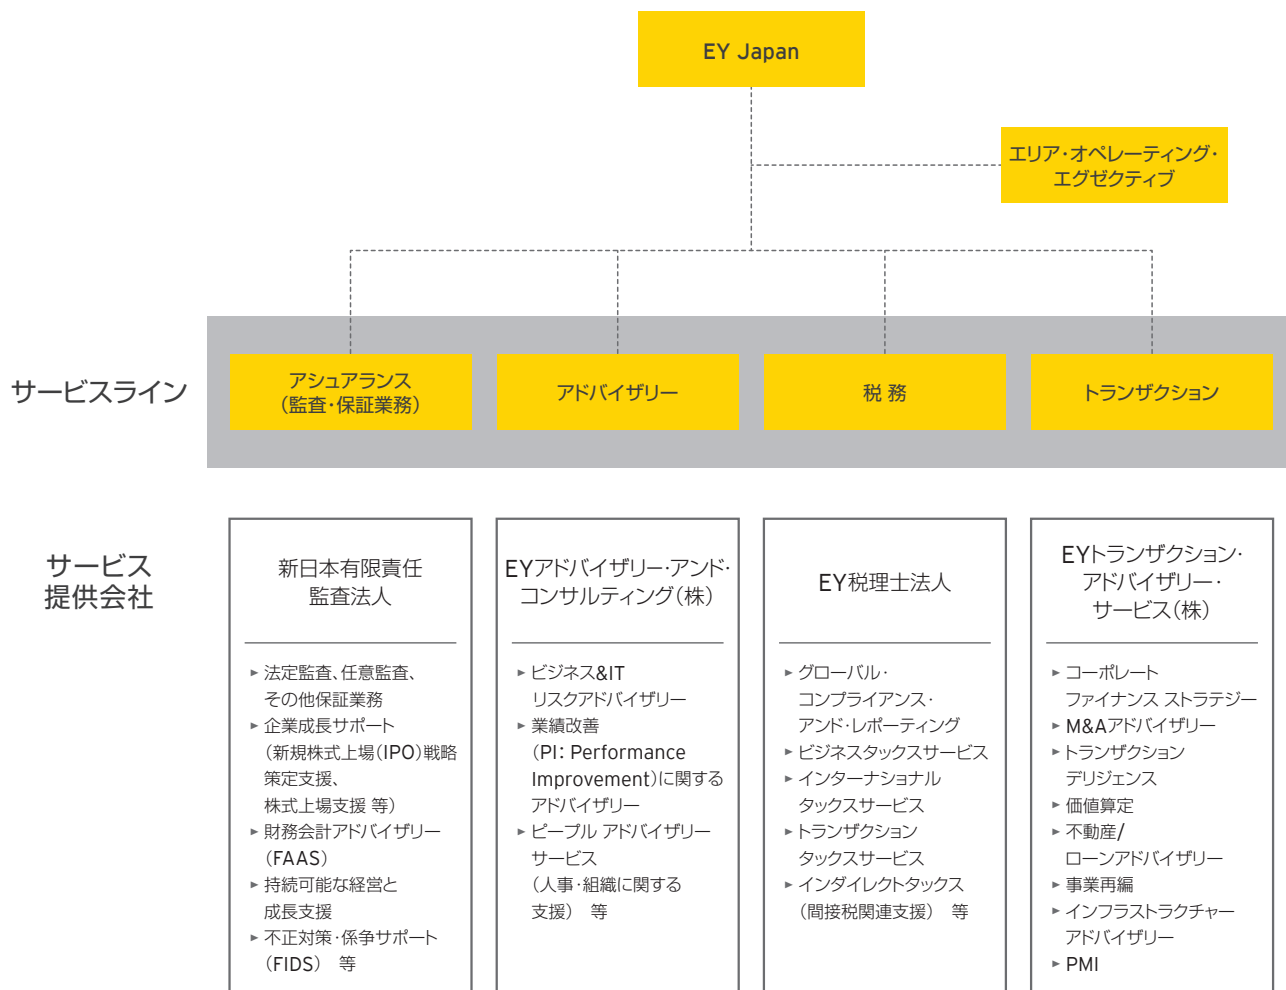 EY Japan
エリア・オペレーティング・
エグゼクティブ
サービスライン
アシュアランス
（監査・保証業務）
アドバイザリー
税 務
トランザクション
サービス
提供会社
新日本有限責任
監査法人
► 法定監査、任意監査、
その他保証業務
► 企業成長サポート
（新規株式上場（IPO）戦略
策定支援、
株式上場支援 等）
► 財務会計アドバイザリー
（FAAS）
► 持続可能な経営と
成長支援
► 不正対策・係争サポート
（FIDS） 等
EYアドバイザリー・アンド・
コンサルティング（株）
► ビジネス&IT
リスクアドバイザリー
► 業績改善
（PI: Performance
Improvement）に関する
アドバイザリー
► ピープル アドバイザリー
サービス
（人事・組織に関する
支援） 等
EY税理士法人
► グローバル・
コンプライアンス・
アンド・レポーティング
► ビジネスタックスサービス
► インターナショナル
タックスサービス
► トランザクション
タックスサービス
► インダイレクトタックス
（間接税関連支援） 等
EYトランザクション・
アドバイザリー・
サービス（株）
► コーポレート
ファイナンス ストラテジー
► M&Aアドバイザリー
► トランザクション
デリジェンス
► 価値算定
► 不動産/
ローンアドバイザリー
► 事業再編
► インフラストラクチャー
アドバイザリー
► PMI